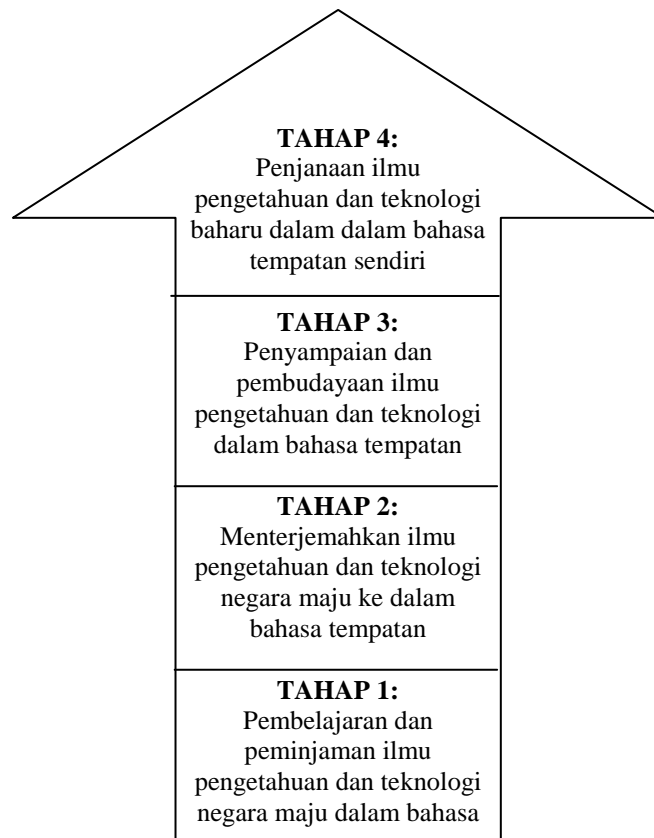 TAHAP 4:
Penjanaan ilmu
pengetahuan dan teknologi
baharu dalam dalam bahasa
tempatan sendiri
TAHAP 3:
Penyampaian dan
pembudayaan ilmu
pengetahuan dan teknologi
dalam bahasa tempatan
TAHAP 2:
Menterjemahkan ilmu
pengetahuan dan teknologi
negara maju ke dalam
bahasa tempatan
TAHAP 1:
Pembelajaran dan
peminjaman ilmu
pengetahuan dan teknologi
negara maju dalam bahasa